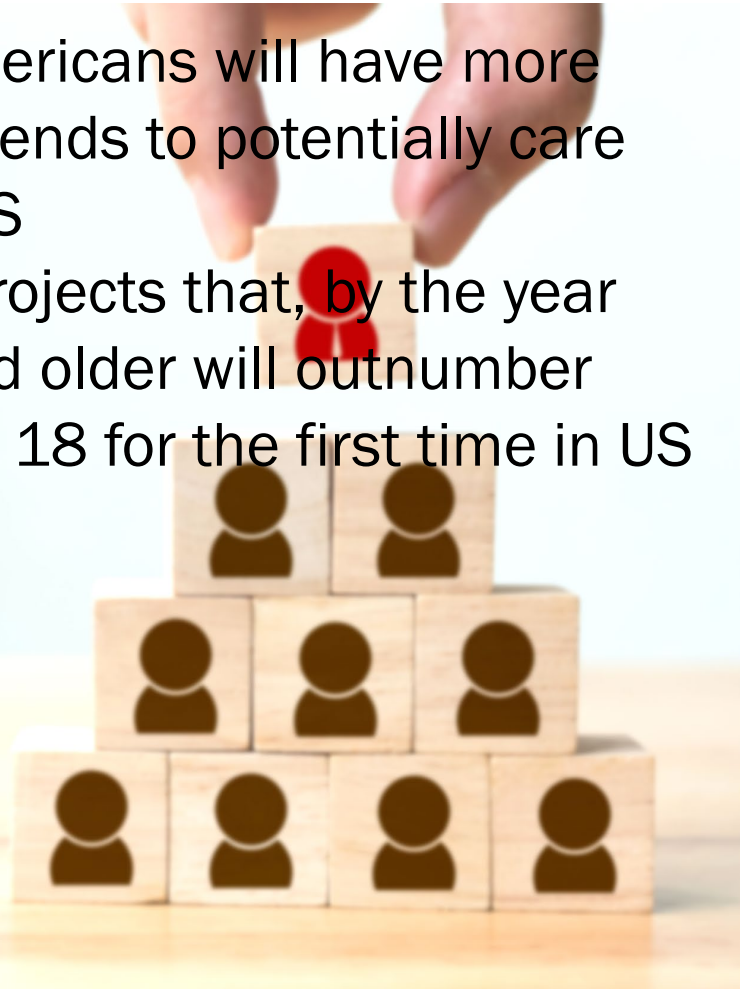 ericans will have more
ends to potentially care
S
rojects that, by the year
d older will outnumber
18 for the first time in US